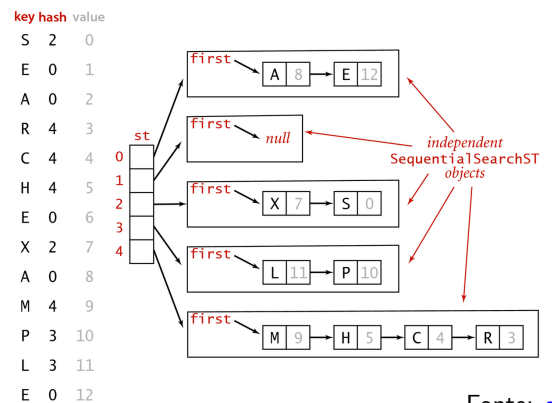 key hash value
S 2 0
E 0 1
A 0 2
R 4 3
C 4 4
H 4 5
E 0 6
X 2 7
A 0 8
M 4 9
P 3 10
L 3 11
E 0 12
st
0
1
2
3
4
first
A 8 E 12
first
null
first
X 7 S 0
first
L 11 P 10
first
M 9 H 5 C 4 R 3
independent
SequentialSearchST
objects